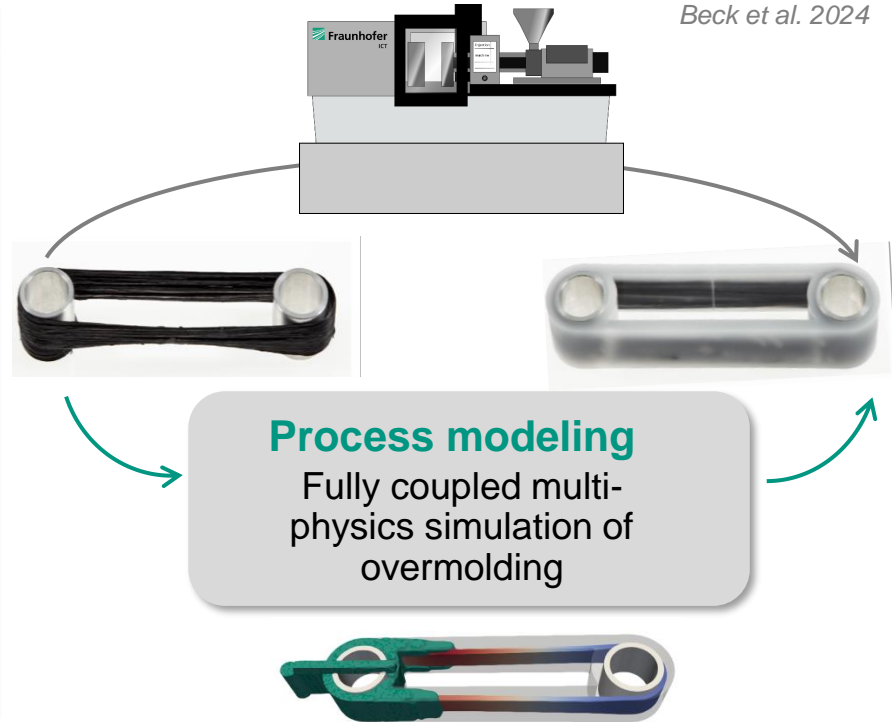 Beck et al. 2024
Fraunhofer
ICT
Process modeling
Fully coupled multi-
physics simulation of
overmolding